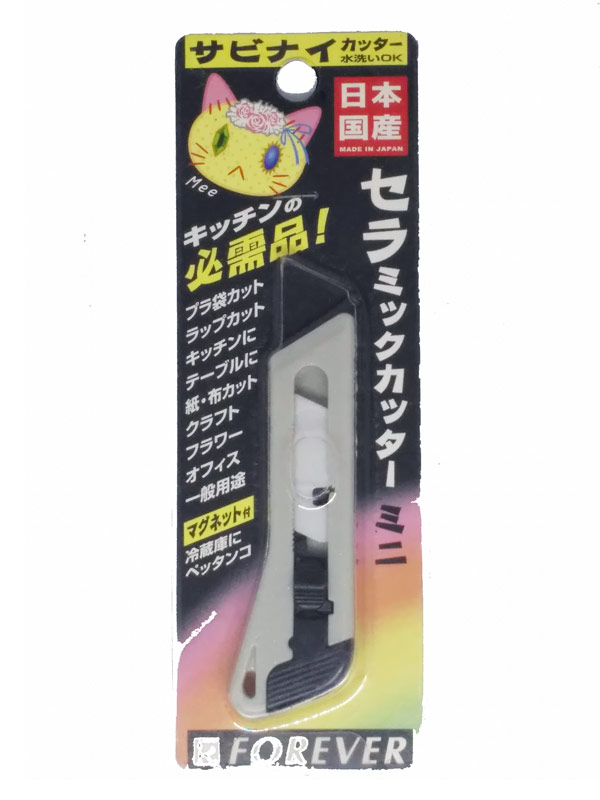 サビナイカッター
水洗いOK
日本
国産
MADE IN JAPAN
Mee
セラミックカッターミニ
キッチンの
必需品!
プラ袋カット
ラップカット
キッチンに
テーブルに
紙・布カット
クラフト
フラワー
オフィス
一般用途
マグネット付
冷蔵庫に
ペッタンコ
FOREVER